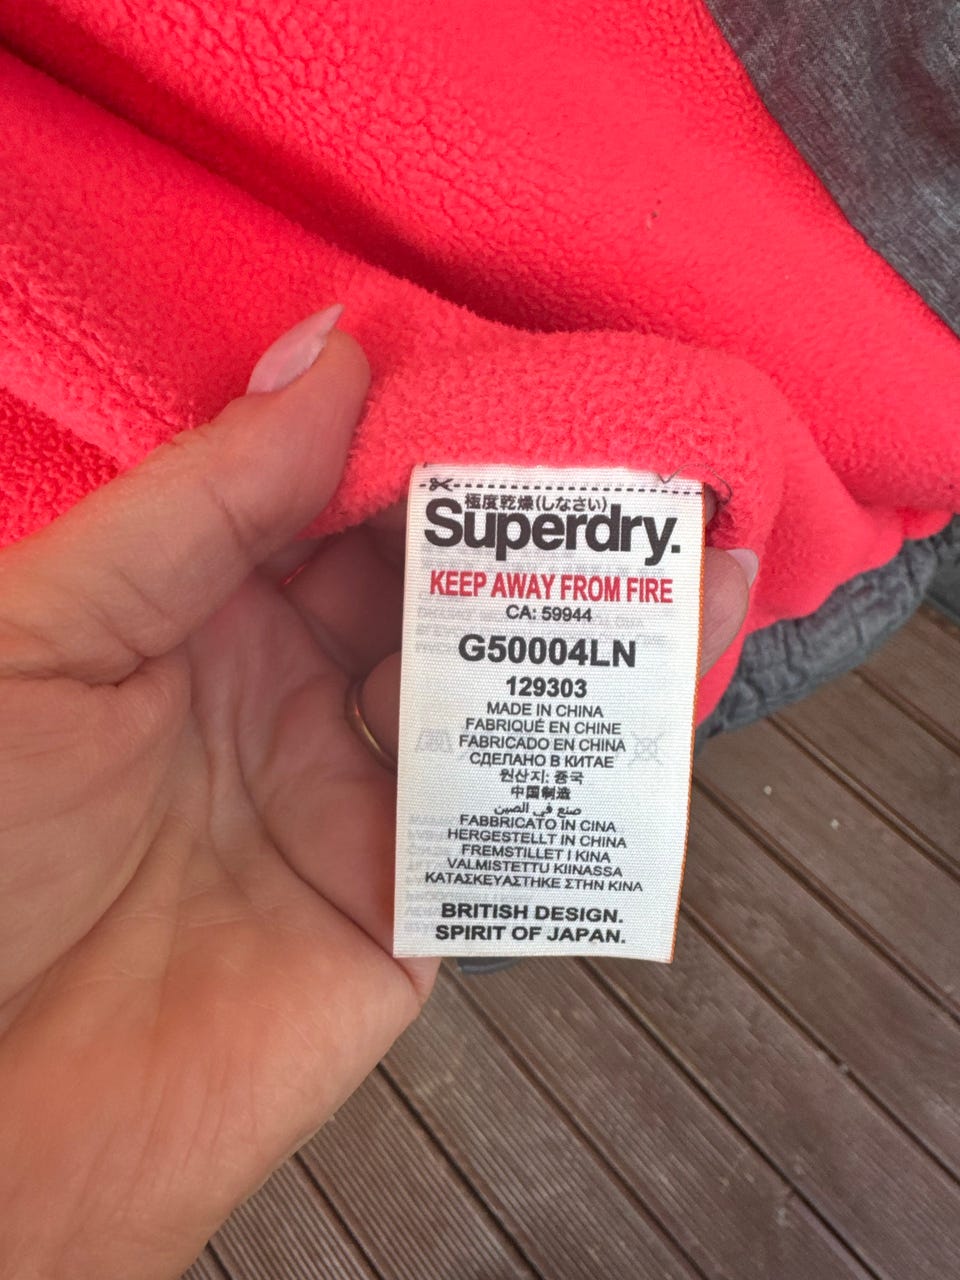 極度乾燥(しなさい)
Superdry.
KEEP AWAY FROM FIRE
CA: 59944
G50004LN
129303
MADE IN CHINA
FABRIQUÉ EN CHINE
FABRICADO EN CHINA
СДЕЛАНО В КИТАЕ
원산지: 중국
中国制造
صنع في الصين
FABBRICATO IN CINA
HERGESTELLT IN CHINA
FREMSTILLET I KINA
VALMISTETTU KIINASSA
ΚΑΤΑΣΚΕΥΑΣΤΗΚΕ ΣΤΗΝ ΚΙΝΑ
BRITISH DESIGN.
SPIRIT OF JAPAN.